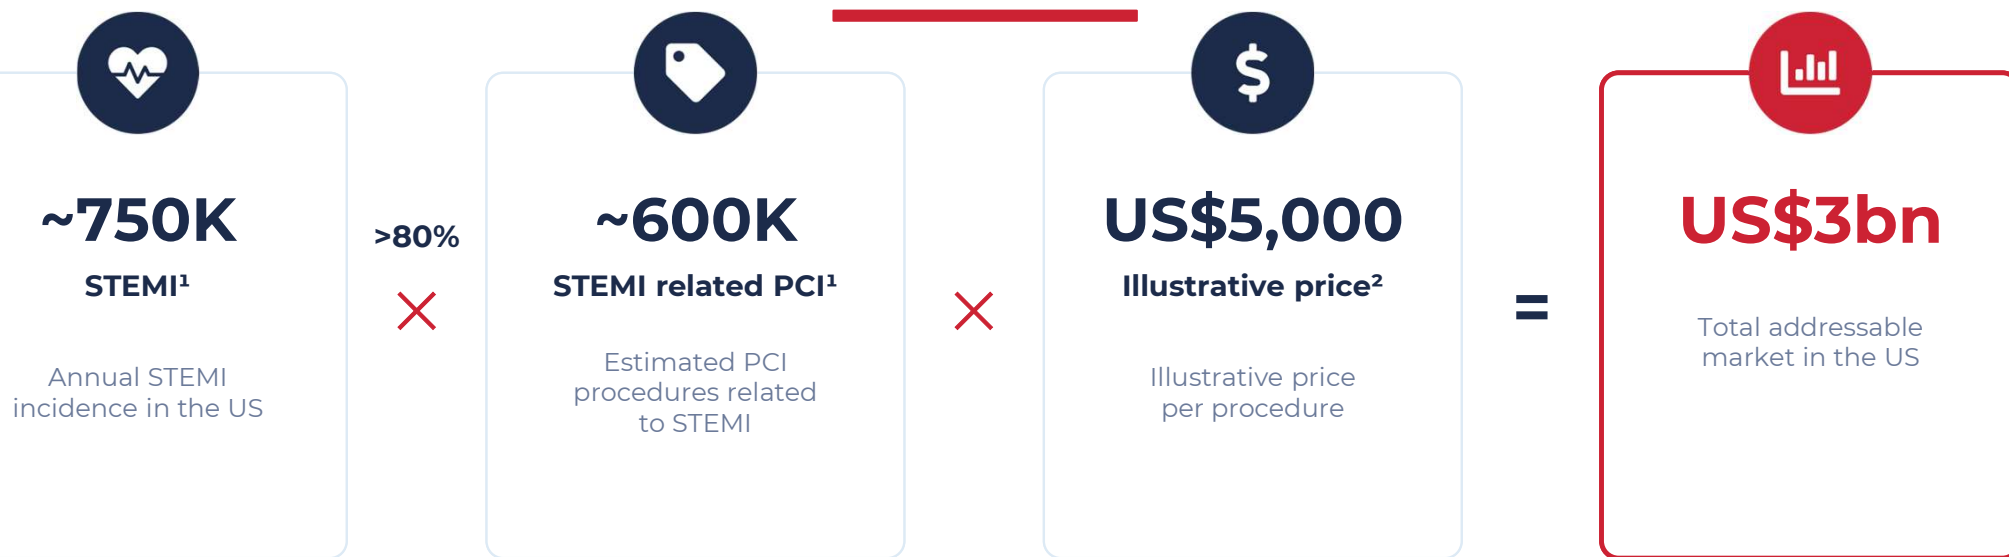 ~750K
STEMI¹
Annual STEMI
incidence in the US
>80%
×
~600K
STEMI related PCI¹
Estimated PCI
procedures related
to STEMI
×
US$5,000
Illustrative price²
Illustrative price
per procedure
=
US$3bn
Total addressable
market in the US